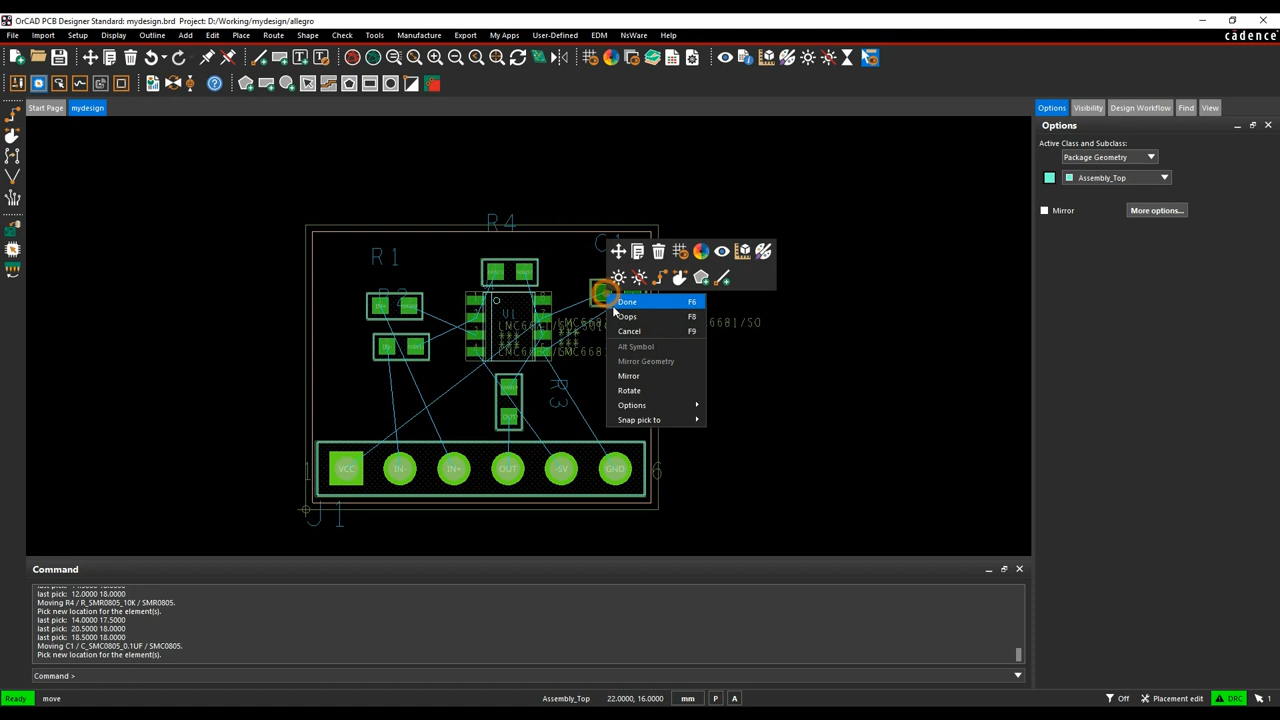 OrCAD PCB Designer Standard: mydesign.brd Project: D:/Working/mydesign/allegro
File Import Setup Display Outline Add Edit Place Route Shape Check Tools Manufacture Export My Apps User-Defined EDM NsWare Help
cādence
Start Page mydesign
Options Visibility Design Workflow Find View
Options
Active Class and Subclass:
Package Geometry
Assembly_Top
Mirror More options...
R4
R1
R2
U1
R3
Done F6
Oops F8
Cancel F9
Alt Symbol
Mirror Geometry
Mirror
Rotate
Options
Snap pick to
VCC IN- IN+ OUT -5V GND
1 6
J1
Command
last pick: 12.0000 18.0000
Moving R4 / R_SMR0805_10K / SMR0805.
Pick new location for the element(s).
last pick: 14.0000 17.5000
last pick: 20.5000 18.0000
last pick: 18.5000 18.0000
Moving C1 / C_SMC0805_0.1UF / SMC0805.
Pick new location for the element(s).
Command >
Ready move Assembly_Top 22.0000, 16.0000 mm P A Off Placement edit DRC 1